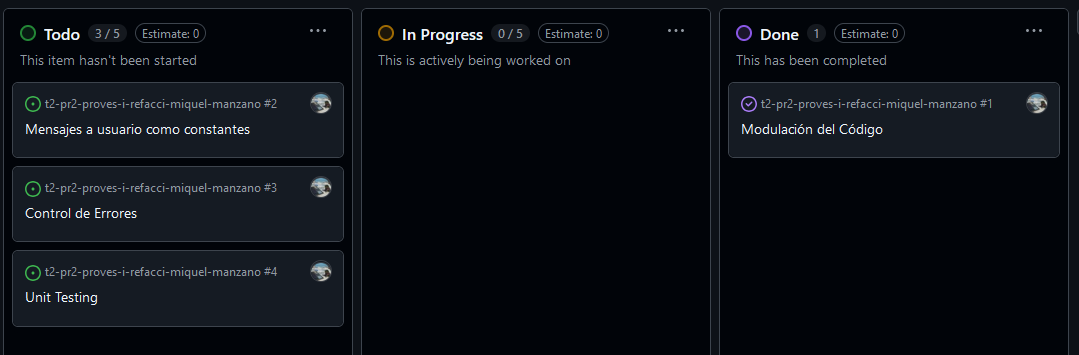 Todo 3 / 5 Estimate: 0
This item hasn't been started
t2-pr2-proves-i-refacci-miquel-manzano #2
Mensajes a usuario como constantes
t2-pr2-proves-i-refacci-miquel-manzano #3
Control de Errores
t2-pr2-proves-i-refacci-miquel-manzano #4
Unit Testing
In Progress 0 / 5 Estimate: 0
This is actively being worked on
Done 1 Estimate: 0
This has been completed
t2-pr2-proves-i-refacci-miquel-manzano #1
Modulación del Código